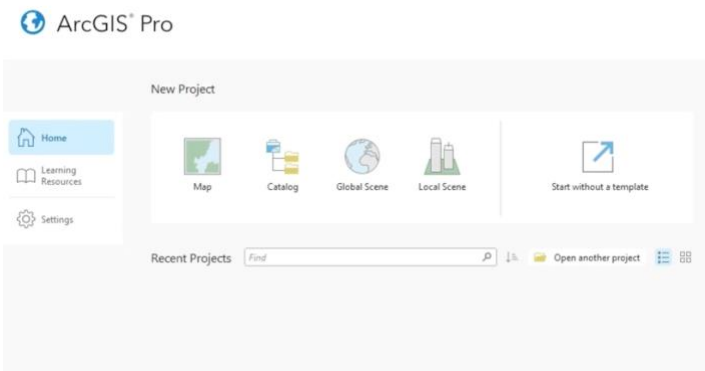 ArcGIS® Pro
New Project
Home
Learning
Resources
Settings
Map
Catalog
Global Scene
Local Scene
Start without a template
Recent Projects
Find
Open another project